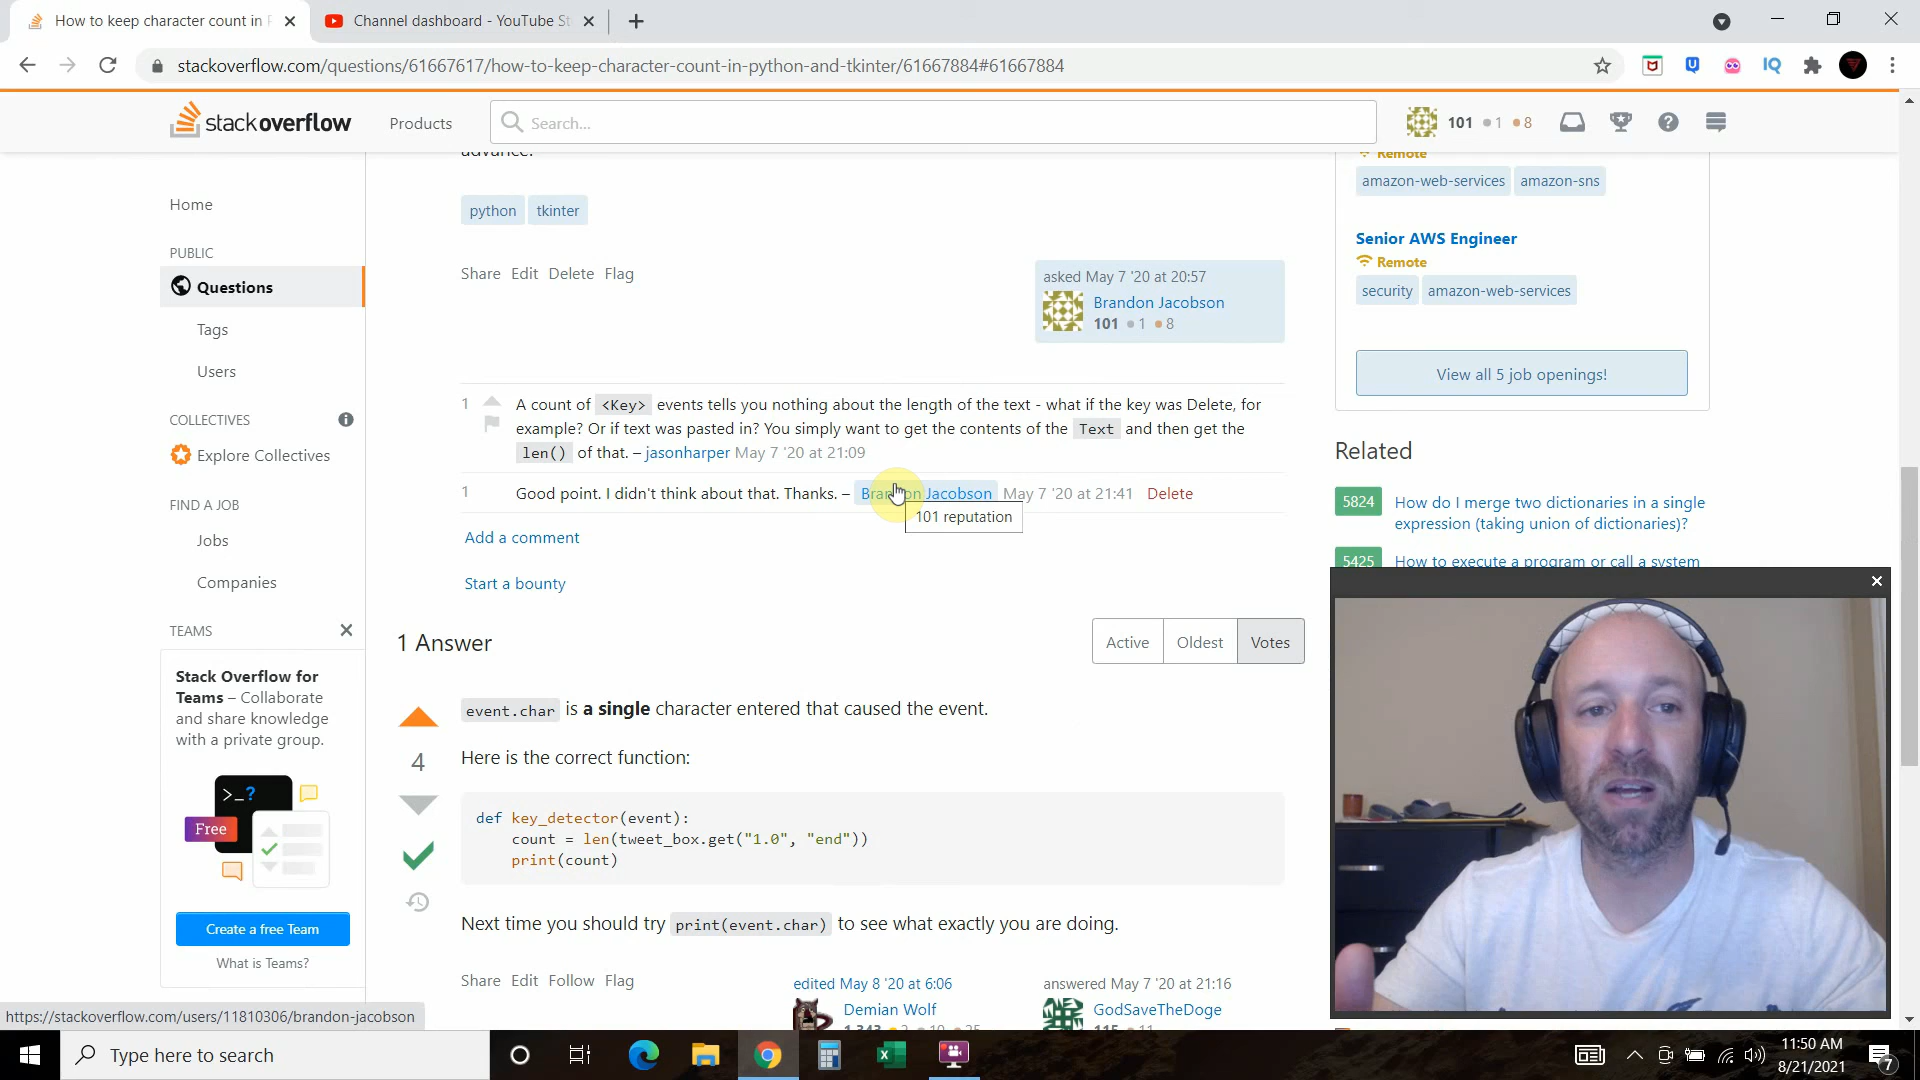 How to keep character count in
Channel dashboard - YouTube St
stackoverflow.com/questions/61667617/how-to-keep-character-count-in-python-and-tkinter/61667884#61667884
IQ
stackoverflow
Products
Search...
101 1 8
advance.
python tkinter
Share Edit Delete Flag
asked May 7 '20 at 20:57
Brandon Jacobson
101 1 8
1
A count of <Key> events tells you nothing about the length of the text - what if the key was Delete, for
example? Or if text was pasted in? You simply want to get the contents of the Text and then get the
len() of that. – jasonharper May 7 '20 at 21:09
1
Good point. I didn't think about that. Thanks. – Brandon Jacobson May 7 '20 at 21:41 Delete
101 reputation
Add a comment
Start a bounty
1 Answer
Active Oldest Votes
event.char is a single character entered that caused the event.
4
Here is the correct function:
def key_detector(event):
count = len(tweet_box.get("1.0", "end"))
print(count)
Next time you should try print(event.char) to see what exactly you are doing.
Share Edit Follow Flag
edited May 8 '20 at 6:06
Demian Wolf
1,343 2 10 25
answered May 7 '20 at 21:16
GodSaveTheDoge
115 11
Home
PUBLIC
Questions
Tags
Users
COLLECTIVES
Explore Collectives
FIND A JOB
Jobs
Companies
TEAMS
Stack Overflow for
Teams – Collaborate
and share knowledge
with a private group.
>_?
Free
Create a free Team
What is Teams?
Remote
amazon-web-services amazon-sns
Senior AWS Engineer
Remote
security amazon-web-services
View all 5 job openings!
Related
5824 How do I merge two dictionaries in a single
expression (taking union of dictionaries)?
5425 How to execute a program or call a system
https://stackoverflow.com/users/11810306/brandon-jacobson
Type here to search
11:50 AM
8/21/2021
7